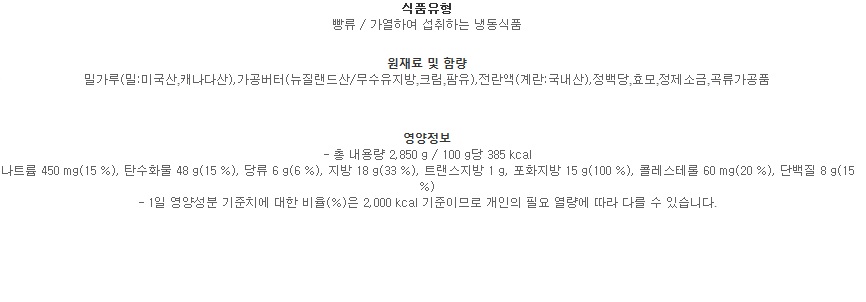 식품유형
빵류 / 가열하여 섭취하는 냉동식품
원재료 및 함량
밀가루(밀:미국산,캐나다산),가공버터(뉴질랜드산/무수유지방,크림,팜유),전란액(계란:국내산),정백당,효모,정제소금,곡류가공품
영양정보
- 총 내용량 2,850 g / 100 g당 385 kcal
나트륨 450 mg(15 %), 탄수화물 48 g(15 %), 당류 6 g(6 %), 지방 18 g(33 %), 트랜스지방 1 g, 포화지방 15 g(100 %), 콜레스테롤 60 mg(20 %), 단백질 8 g(15
%)
- 1일 영양성분 기준치에 대한 비율(%)은 2,000 kcal 기준이므로 개인의 필요 열량에 따라 다를 수 있습니다.